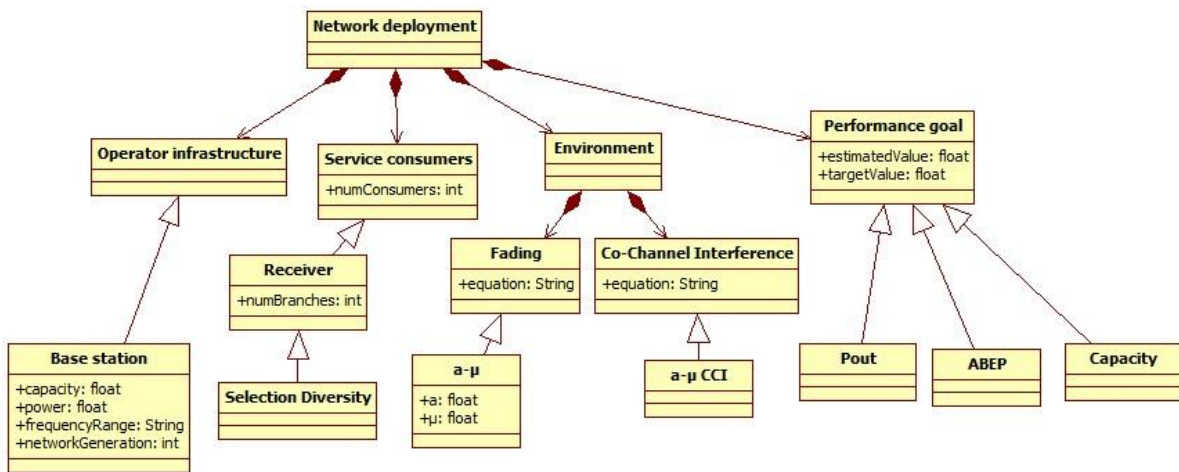 Network deployment
Operator infrastructure
Service consumers
+numConsumers: int
Environment
Performance goal
+estimatedValue: float
+targetValue: float
Receiver
+numBranches: int
Fading
+equation: String
Co-Channel Interference
+equation: String
Base station
+capacity: float
+power: float
+frequencyRange: String
+networkGeneration: int
Selection Diversity
a-μ
+a: float
+μ: float
a-μ CCI
Pout
ABEP
Capacity